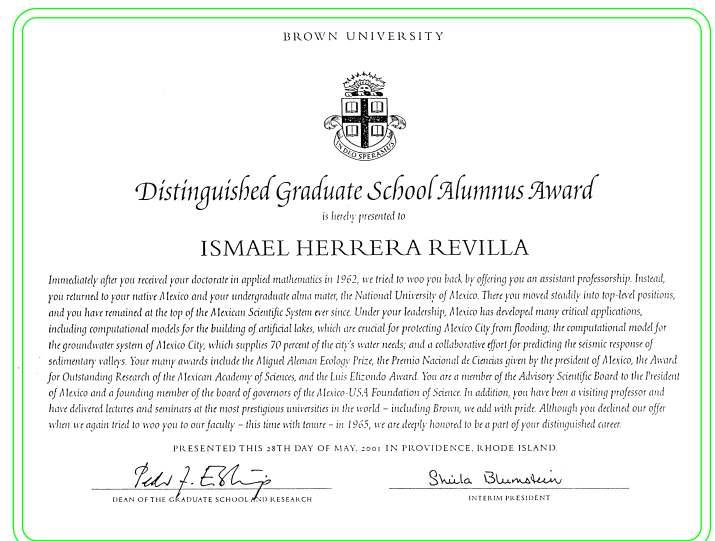 BROWN UNIVERSITY
IN DEO SPERAMUS
Distinguished Graduate School Alumnus Award
is hereby presented to
ISMAEL HERRERA REVILLA
Immediately after you received your doctorate in applied mathematics in 1962, we tried to woo you back by offering you an assistant professorship. Instead,
you returned to your native Mexico and your undergraduate alma mater, the National University of Mexico. There you moved steadily into top-level positions,
and you have remained at the top of the Mexican Scientific System ever since. Under your leadership, Mexico has developed many critical applications,
including computational models for the building of artificial lakes, which are crucial for protecting Mexico City from flooding; the computational model for
the groundwater system of Mexico City, which supplies 70 percent of the city's water needs; and a collaborative effort for predicting the seismic response of
sedimentary valleys. Your many awards include the Miguel Aleman Ecology Prize, the Premio Nacional de Ciencias given by the president of Mexico, the Award
for Outstanding Research of the Mexican Academy of Sciences, and the Luis Elizondo Award. You are a member of the Advisory Scientific Board to the President
of Mexico and a founding member of the board of governors of the Mexico-USA Foundation of Science. In addition, you have been a visiting professor and
have delivered lectures and seminars at the most prestigious universities in the world – including Brown, we add with pride. Although you declined our offer
when we again tried to woo you to our faculty – this time with tenure – in 1965, we are deeply honored to be a part of your distinguished career.
PRESENTED THIS 28TH DAY OF MAY, 2001 IN PROVIDENCE, RHODE ISLAND.
Sheila Blumstein
DEAN OF THE GRADUATE SCHOOL AND RESEARCH
INTERIM PRESIDENT